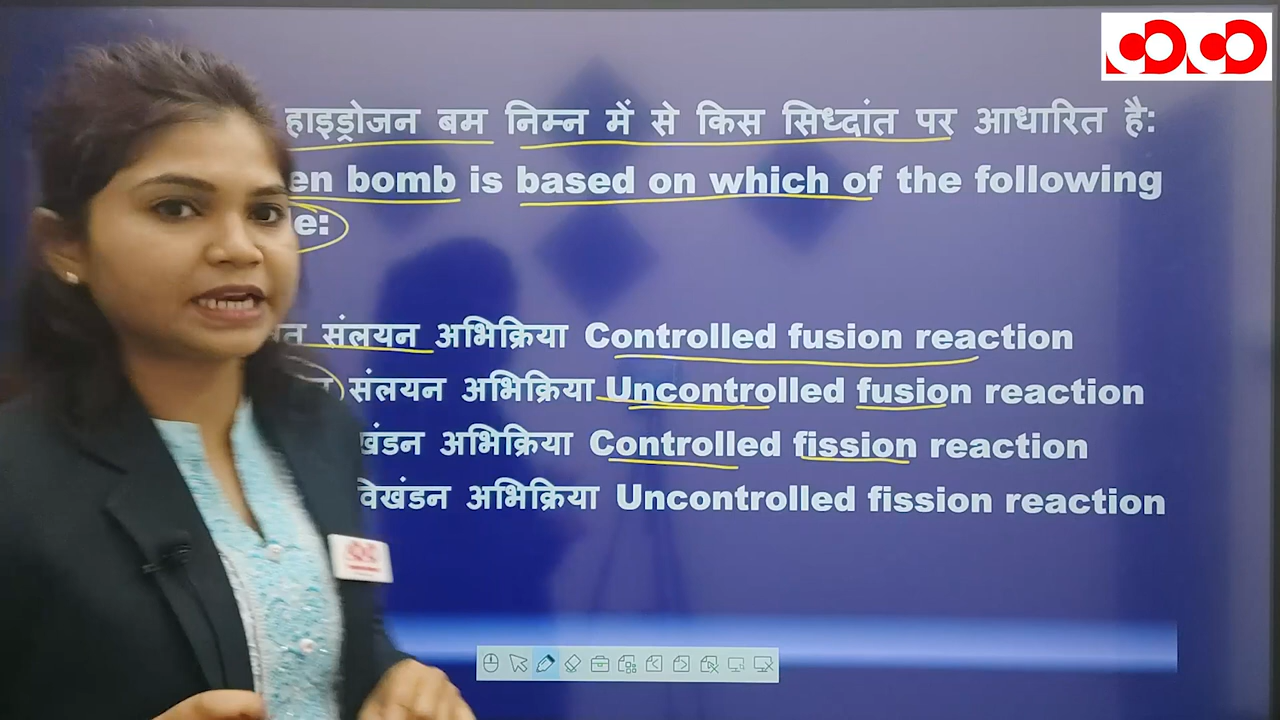 हाइड्रोजन बम निम्न में से किस सिध्दांत पर आधारित है:
en bomb is based on which of the following
e:
संलयन अभिक्रिया Controlled fusion reaction
संलयन अभिक्रिया Uncontrolled fusion reaction
खंडन अभिक्रिया Controlled fission reaction
विखंडन अभिक्रिया Uncontrolled fission reaction